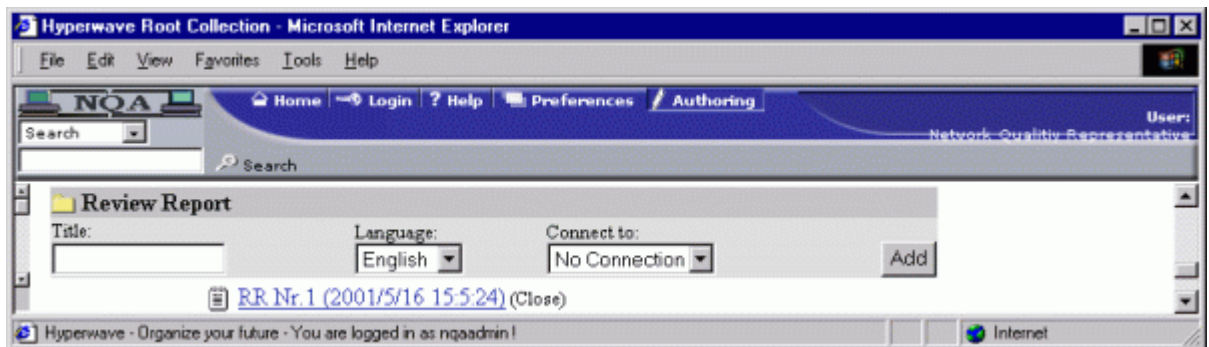 Hyperwave Root Collection - Microsoft Internet Explorer
File Edit View Favorites Tools Help
NQA Home Login ? Help Preferences Authoring
User:
Search Network Qualitiy Representative
Search
Review Report
Title: Language: Connect to:
English No Connection Add
RR Nr.1 (2001/5/16 15:5:24) (Close)
Hyperwave - Organize your future - You are logged in as nqaadmin ! Internet